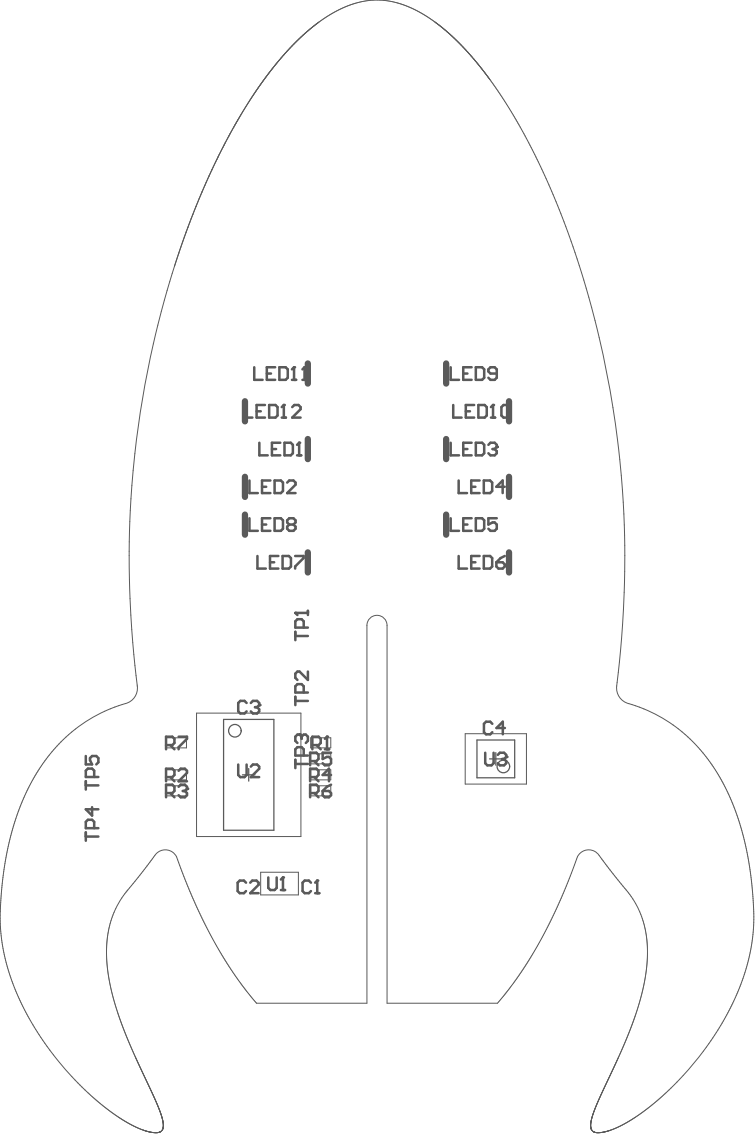 LED11 LED9
LED12 LED10
LED1 LED3
LED2 LED4
LED8 LED5
LED7 LED6
TP1
TP2
C3
C4
R7 R1
TP3
U3
R5
TP5
U2
R2 R4
R3 R6
TP4
C2 U1 C1